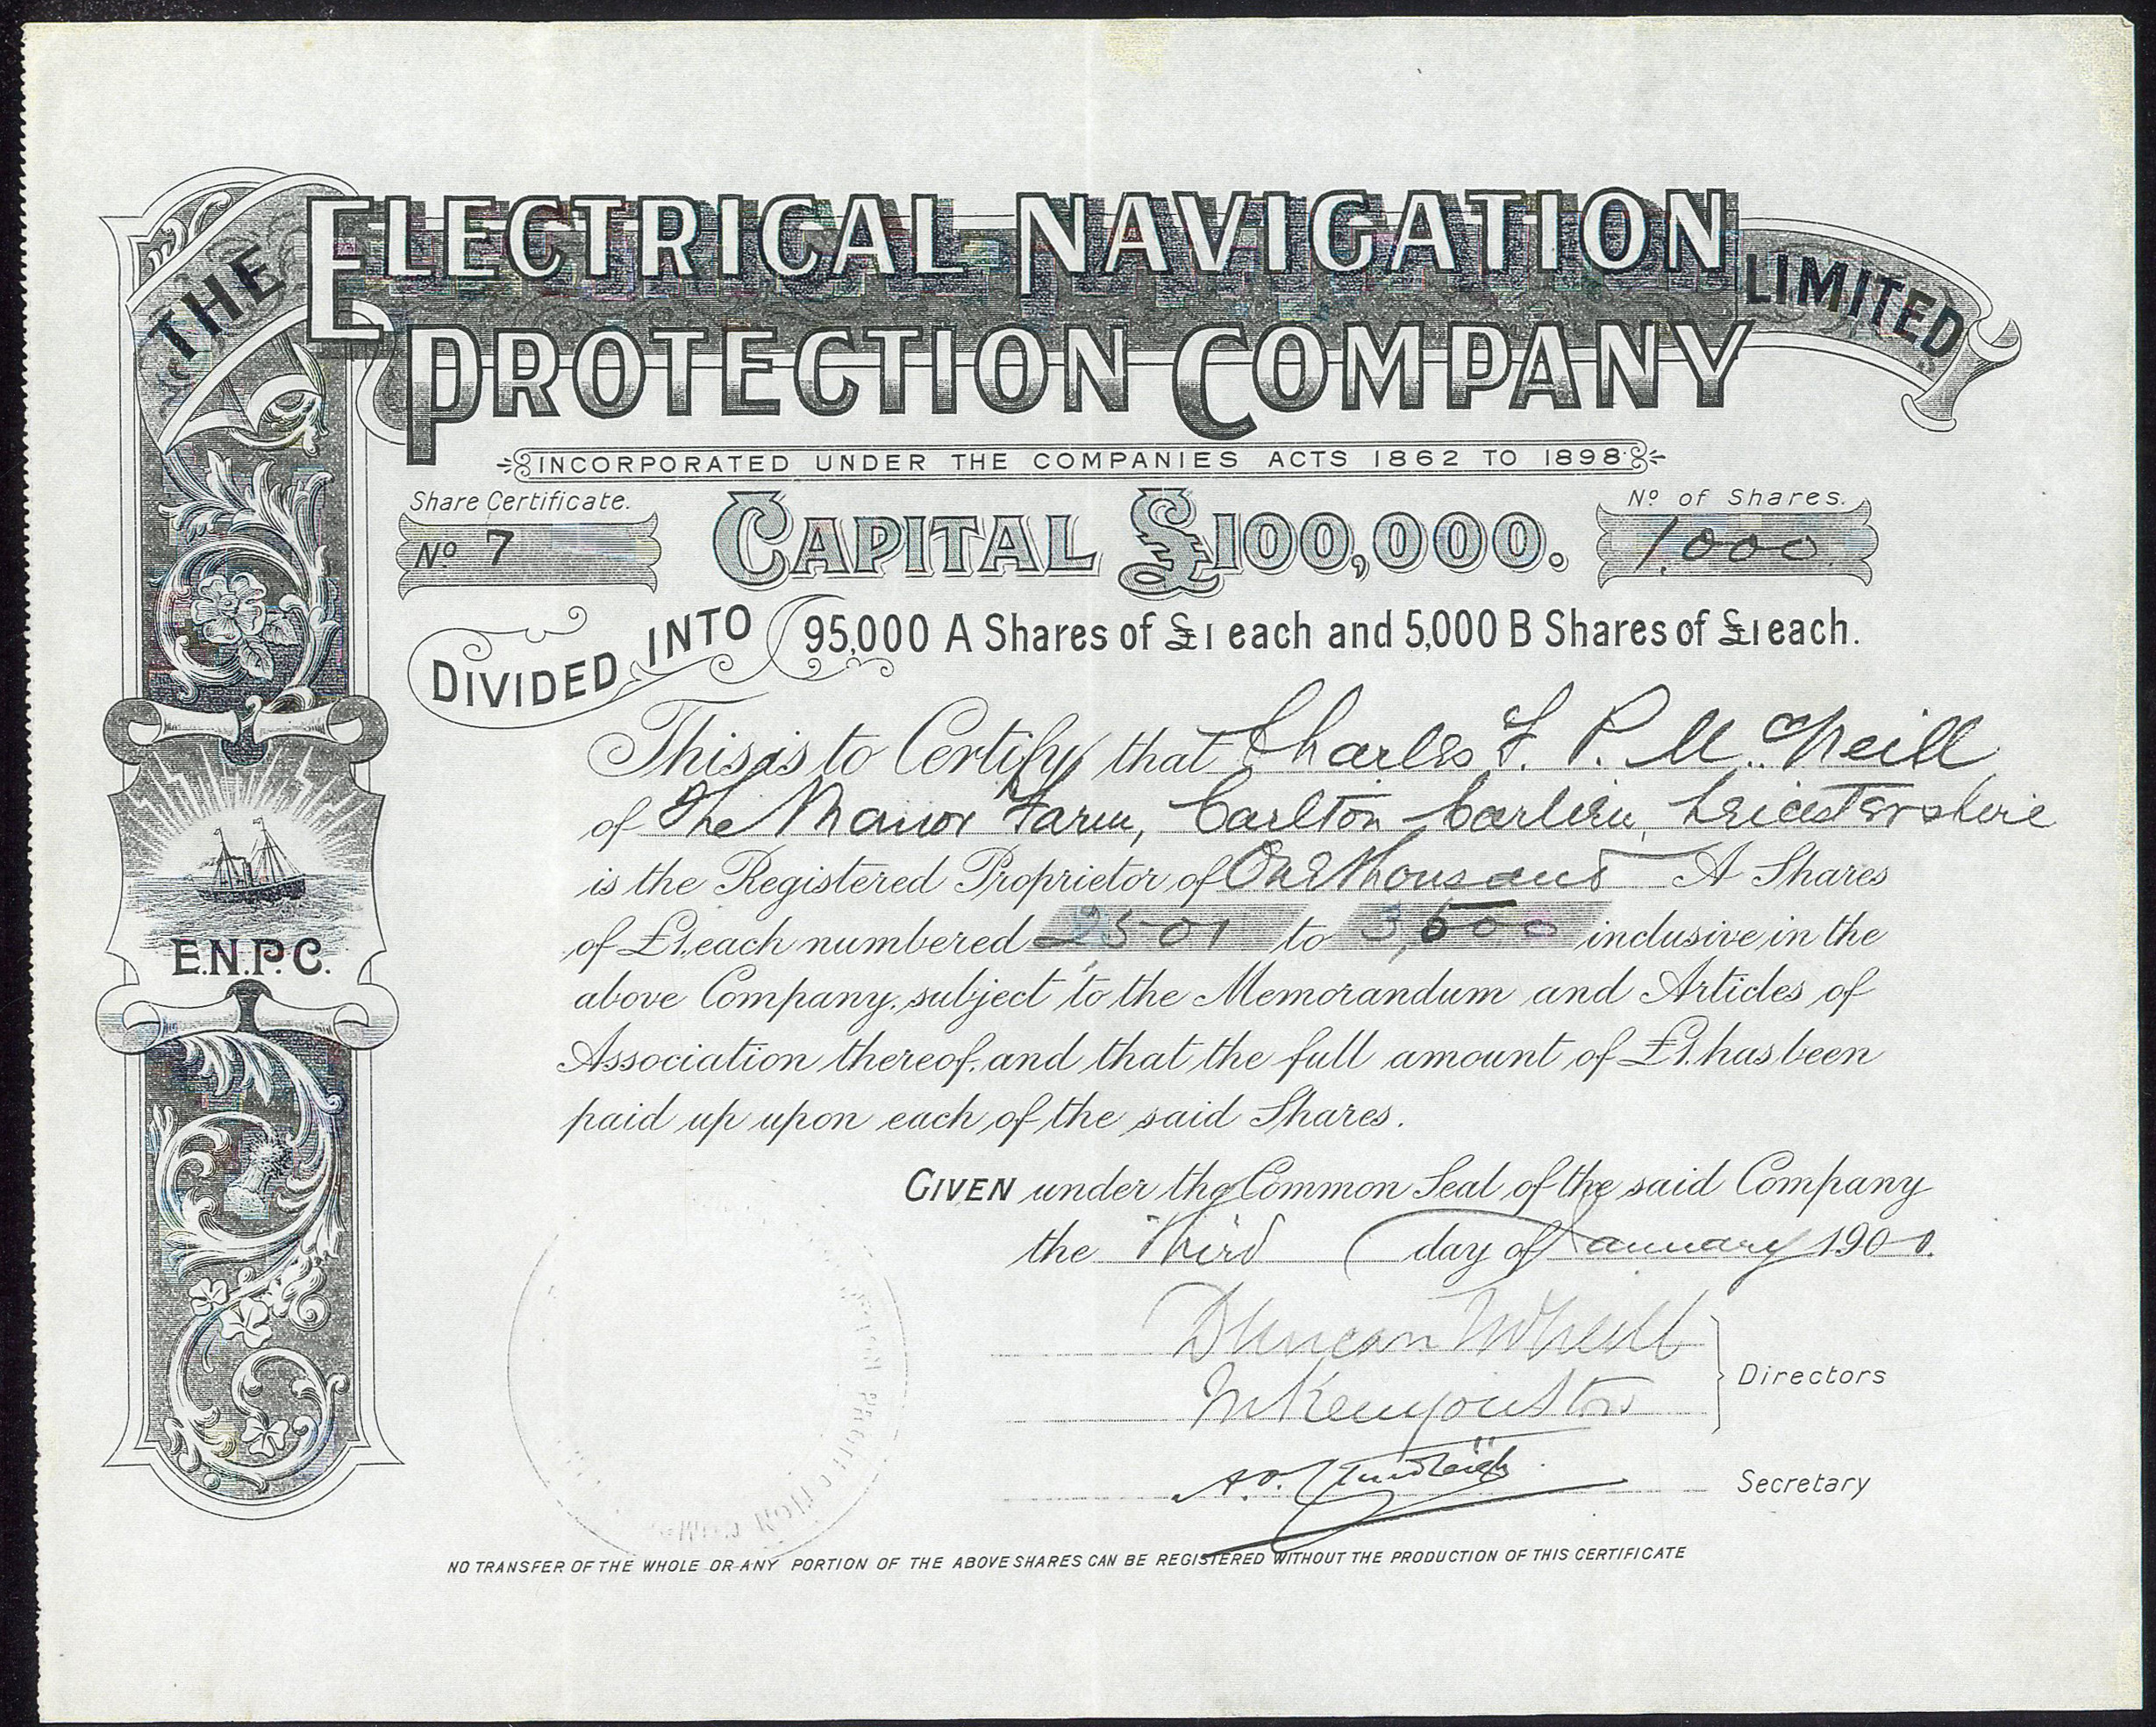 THE ELECTRICAL NAVIGATION LIMITED
PROTECTION COMPANY
INCORPORATED UNDER THE COMPANIES ACTS 1862 TO 1898
Share Certificate.
No. 7
CAPITAL £100,000.
No. of Shares.
1,000
DIVIDED INTO 95,000 A Shares of £1 each and 5,000 B Shares of £1 each.
This is to Certify that Charles F. P. McNeill
of The Manor Farm, Carlton Curlieu, Leicestershire
is the Registered Proprietor of One thousand A Shares
of £1 each numbered 2,501 to 3,500 inclusive in the
above Company, subject to the Memorandum and Articles of
Association thereof, and that the full amount of £1. has been
paid up upon each of the said Shares.
E.N.P.C.
GIVEN under the Common Seal of the said Company
the Third day of January 1900.
Duncan McNeill
Directors
Secretary
PROTECTION COMPA
NO TRANSFER OF THE WHOLE OR ANY PORTION OF THE ABOVE SHARES CAN BE REGISTERED WITHOUT THE PRODUCTION OF THIS CERTIFICATE